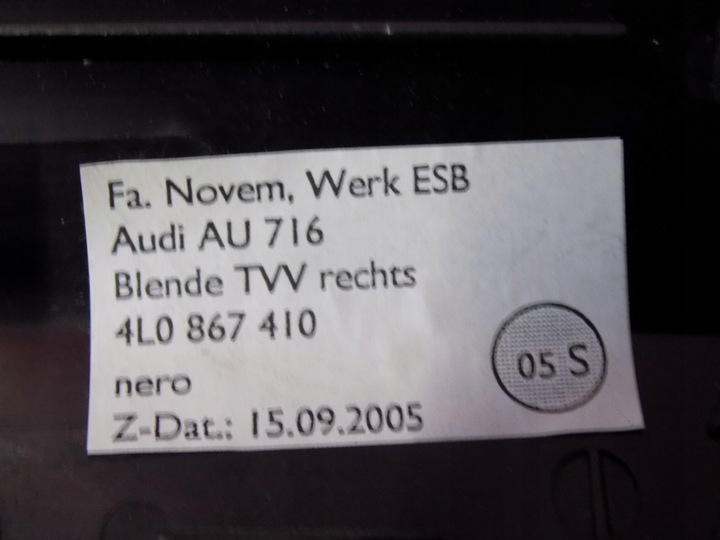 Fa. Novem, Werk ESB
Audi AU 716
Blende TVV rechts
4L0 867 410
05 S
nero
Z-Dat.: 15.09.2005